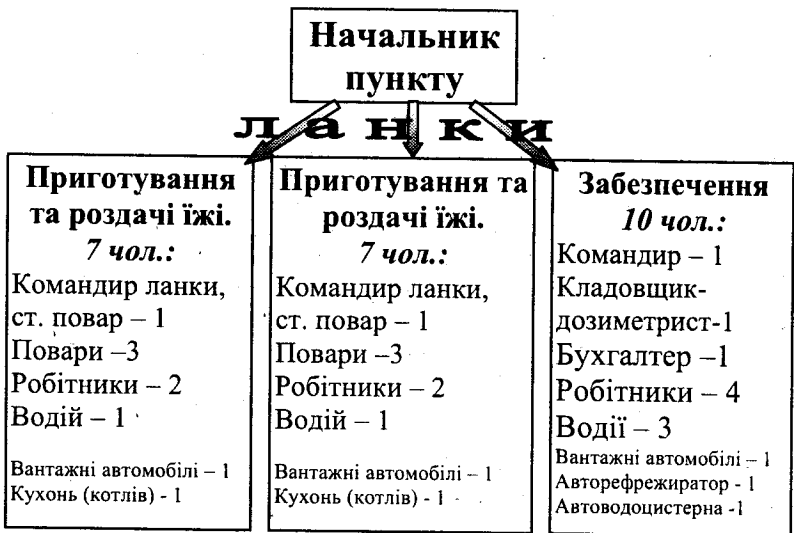 Начальник
пункту
ланки
Приготування
та роздачі їжі.
7 чол.:
Командир ланки,
ст. повар – 1
Повари –3
Робітники – 2
Водій – 1
Вантажні автомобілі – 1
Кухонь (котлів) - 1
Приготування та
роздачі їжі.
7 чол.:
Командир ланки,
ст. повар – 1
Повари –3
Робітники – 2
Водій – 1
Вантажні автомобілі – 1
Кухонь (котлів) - 1
Забезпечення
10 чол.:
Командир – 1
Кладовщик-
дозиметрист-1
Бухгалтер –1
Робітники – 4
Водії – 3
Вантажні автомобілі – 1
Авторефрежиратор - 1
Автоводоцистерна -1